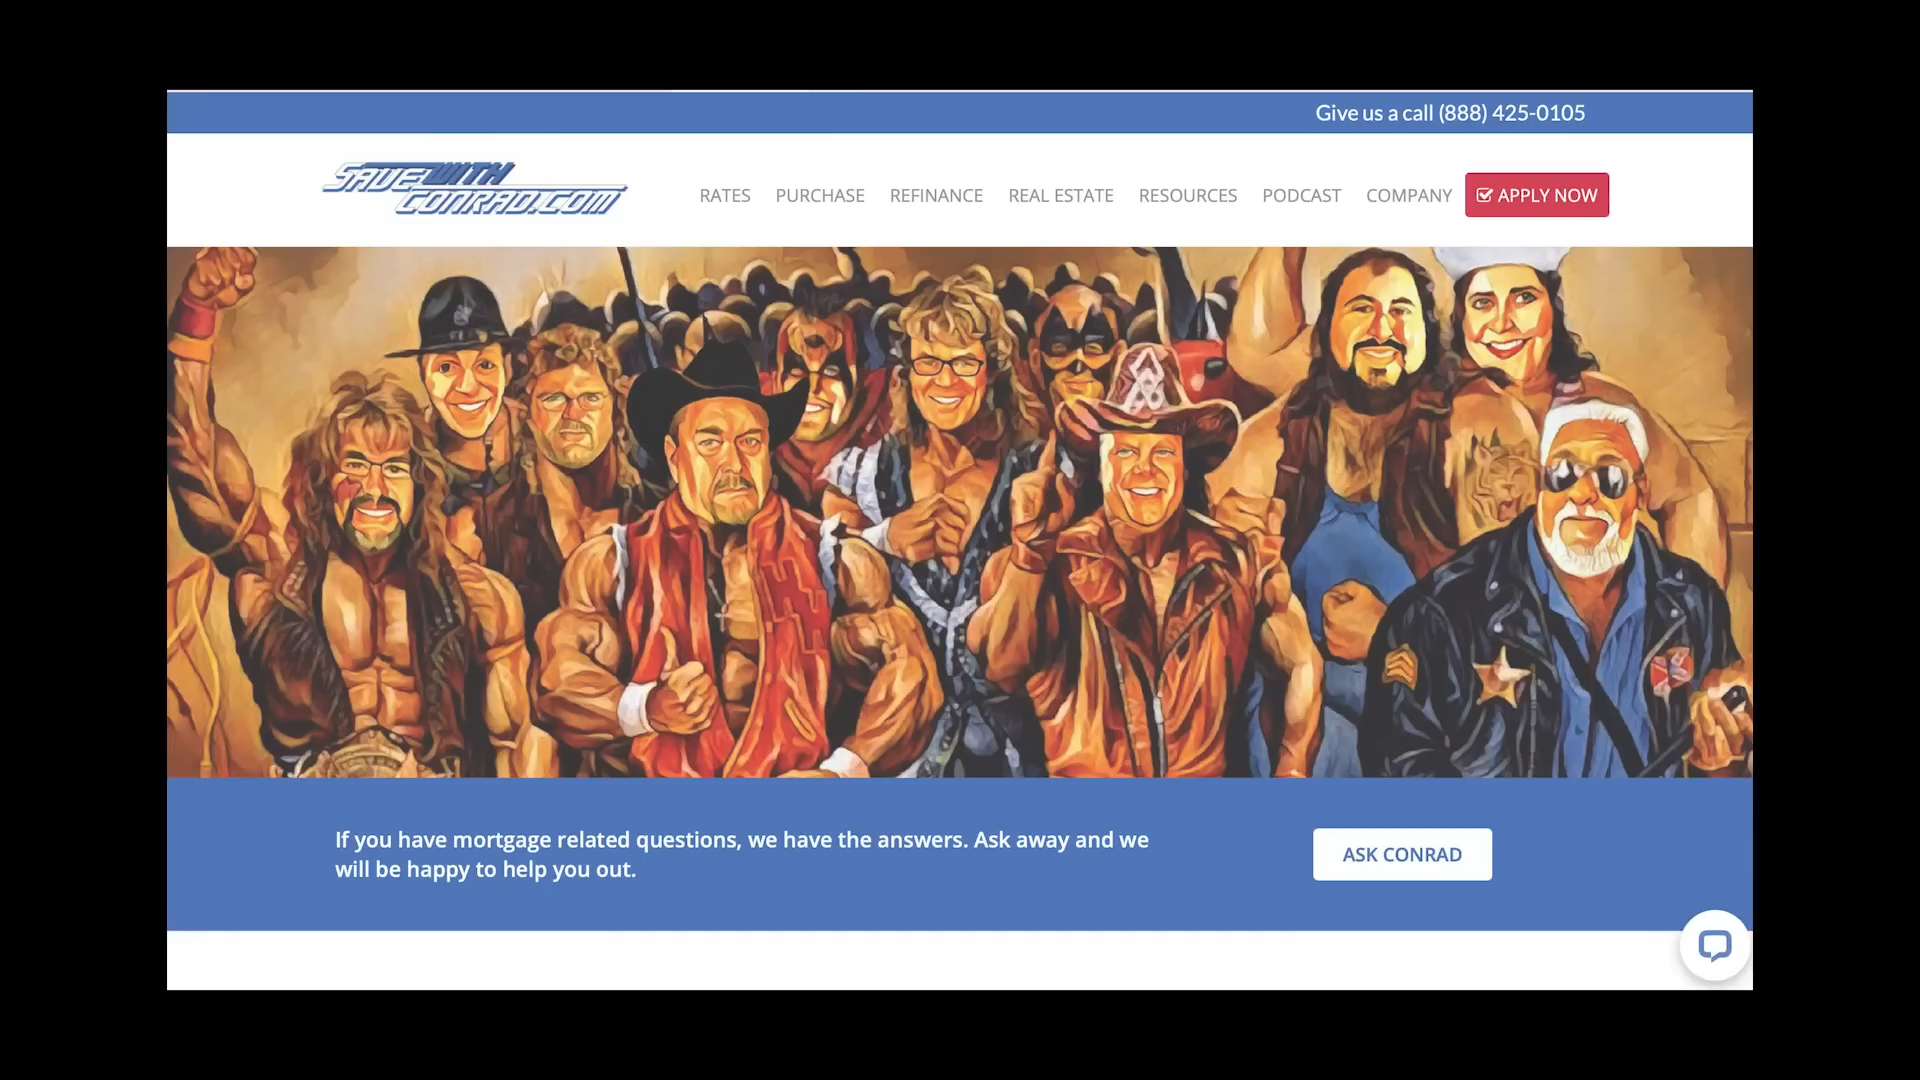 Give us a call (888) 425-0105
SAVEWITH
CONRAD.COM
RATES PURCHASE REFINANCE REAL ESTATE RESOURCES PODCAST COMPANY APPLY NOW
If you have mortgage related questions, we have the answers. Ask away and we
will be happy to help you out.
ASK CONRAD